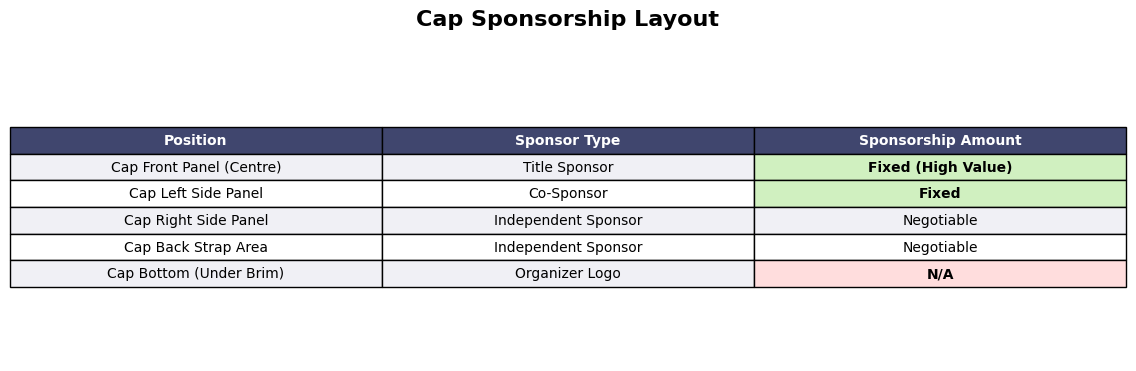 Cap Sponsorship Layout
Position Sponsor Type Sponsorship Amount
Cap Front Panel (Centre) Title Sponsor Fixed (High Value)
Cap Left Side Panel Co-Sponsor Fixed
Cap Right Side Panel Independent Sponsor Negotiable
Cap Back Strap Area Independent Sponsor Negotiable
Cap Bottom (Under Brim) Organizer Logo N/A